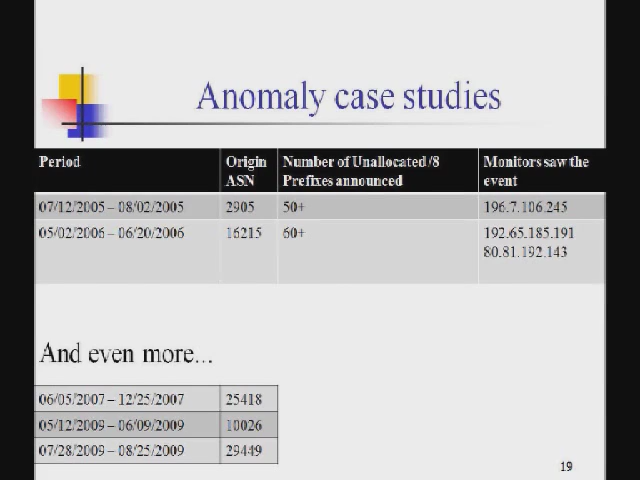 Anomaly case studies
Period Origin ASN Number of Unallocated /8 Prefixes announced Monitors saw the event
07/12/2005 – 08/02/2005 2905 50+ 196.7.106.245
05/02/2006 – 06/20/2006 16215 60+ 192.65.185.191
80.81.192.143
And even more...
06/05/2007 – 12/25/2007 25418
05/12/2009 – 06/09/2009 10026
07/28/2009 – 08/25/2009 29449
19